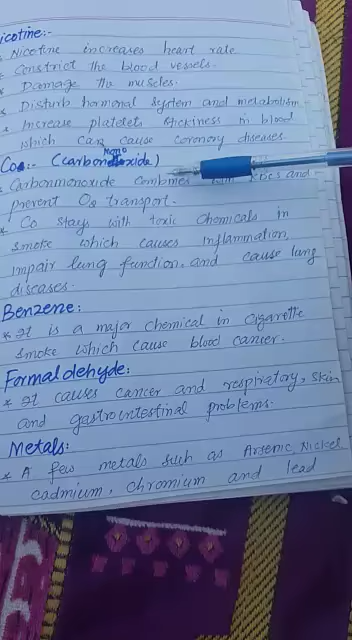 icotine:-
Nicotine increases heart rate
* Constrict the blood vessels.
* Damage the muscles.
* Disturb hormonal system and metabolism
* Increase platelets stickiness in blood
which can cause coronary diseases.
Co:- (carbon monoxide)
* Carbonmonoxide combines and
prevent O2 transport.
* Co stays with toxic chemicals in
smoke which causes inflammation,
impair lung function, and cause lung
diseases.
Benzene:
* It is a major chemical in cigarette
smoke which cause blood cancer.
Formaldehyde:
* It causes cancer and respiretory, skin
and gastrointestinal problems.
Metals:
* A few metals such as Arsenic, Nickel
cadmium, chromium and lead